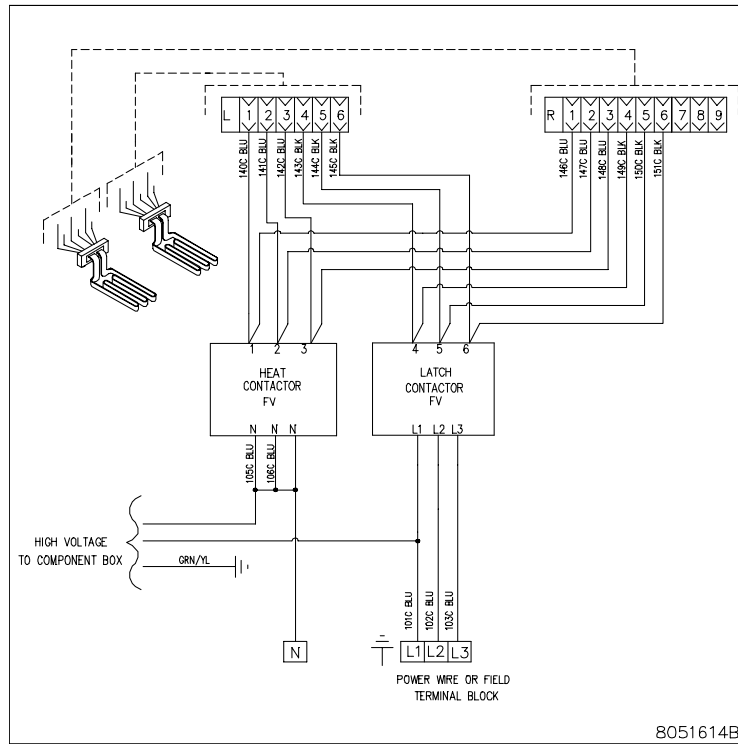 L 1 2 3 4 5 6
R 1 2 3 4 5 6 7 8 9
140C BLU
141C BLU
142C BLU
143C BLK
144C BLK
145C BLK
146C BLU
147C BLU
148C BLU
149C BLK
150C BLK
151C BLK
1 2 3
HEAT
CONTACTOR
FV
N N N
4 5 6
LATCH
CONTACTOR
FV
L1 L2 L3
105C BLU
106C BLU
HIGH VOLTAGE
TO COMPONENT BOX
GRN/YL
101C BLU
102C BLU
103C BLU
N
L1 L2 L3
POWER WIRE OR FIELD
TERMINAL BLOCK
8051614B